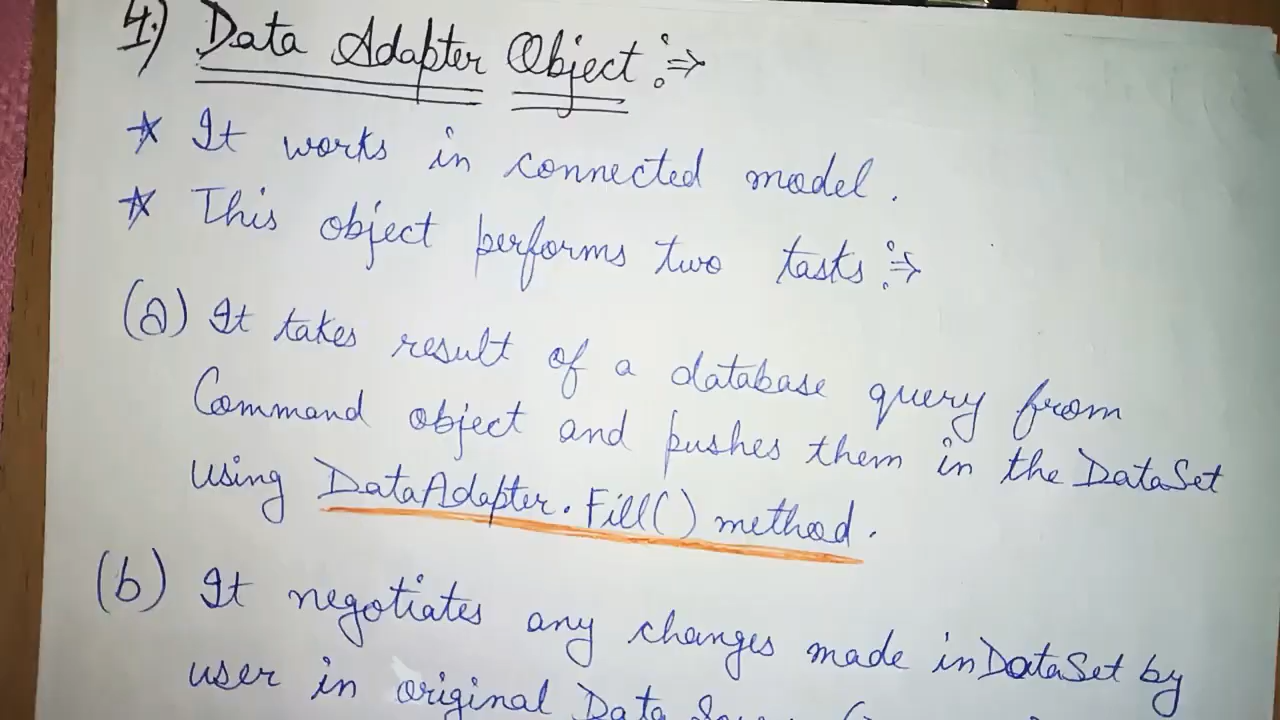 4.) Data Adapter Object :⇒
☆ It works in connected model.
☆ This object performs two tasks :⇒
(a) It takes result of a database query from
Command object and pushes them in the DataSet
using DataAdapter.Fill() method.
(b) It negotiates any changes made in DataSet by
user in original Data